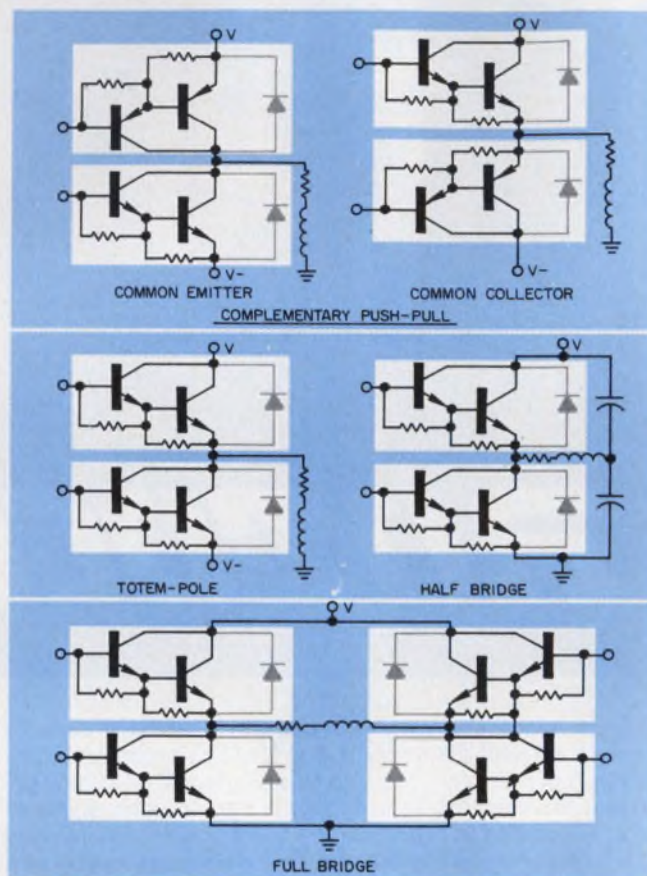 V V
V- V-
COMMON EMITTER COMMON COLLECTOR
COMPLEMENTARY PUSH-PULL
V V
V-
TOTEM-POLE HALF BRIDGE
V
FULL BRIDGE